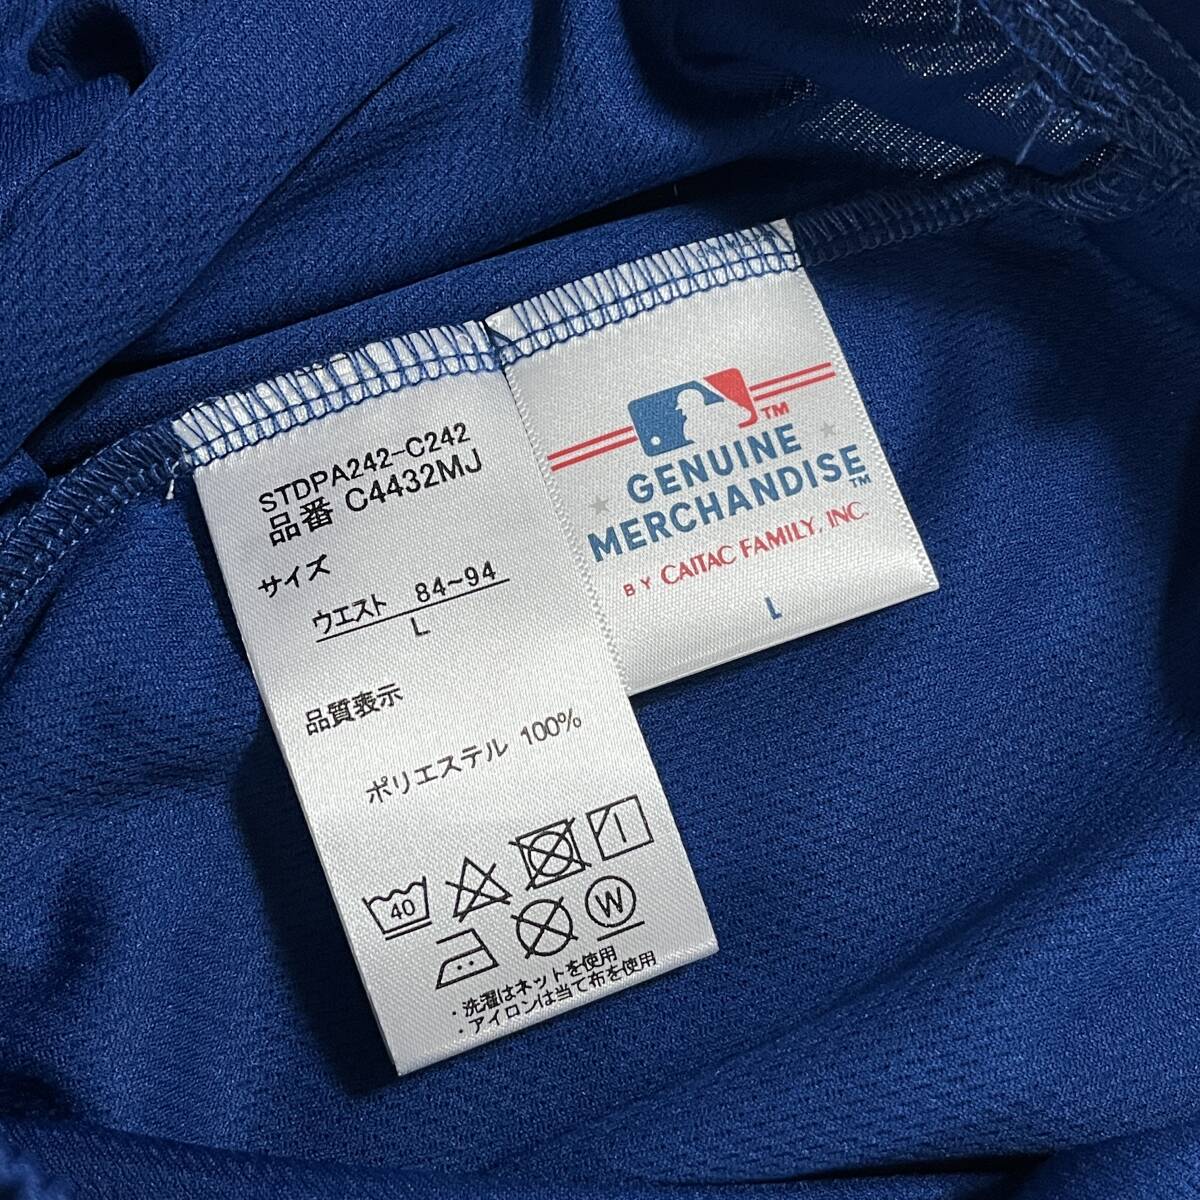 STDPA242-C242
品番 C4432MJ
サイズ
ウエスト 84~94
L
品質表示
ポリエステル 100%
40
W
・洗濯はネットを使用
・アイロンは当て布を使用
TM
GENUINE
MERCHANDISE TM
BY CAITAC FAMILY, INC.
L